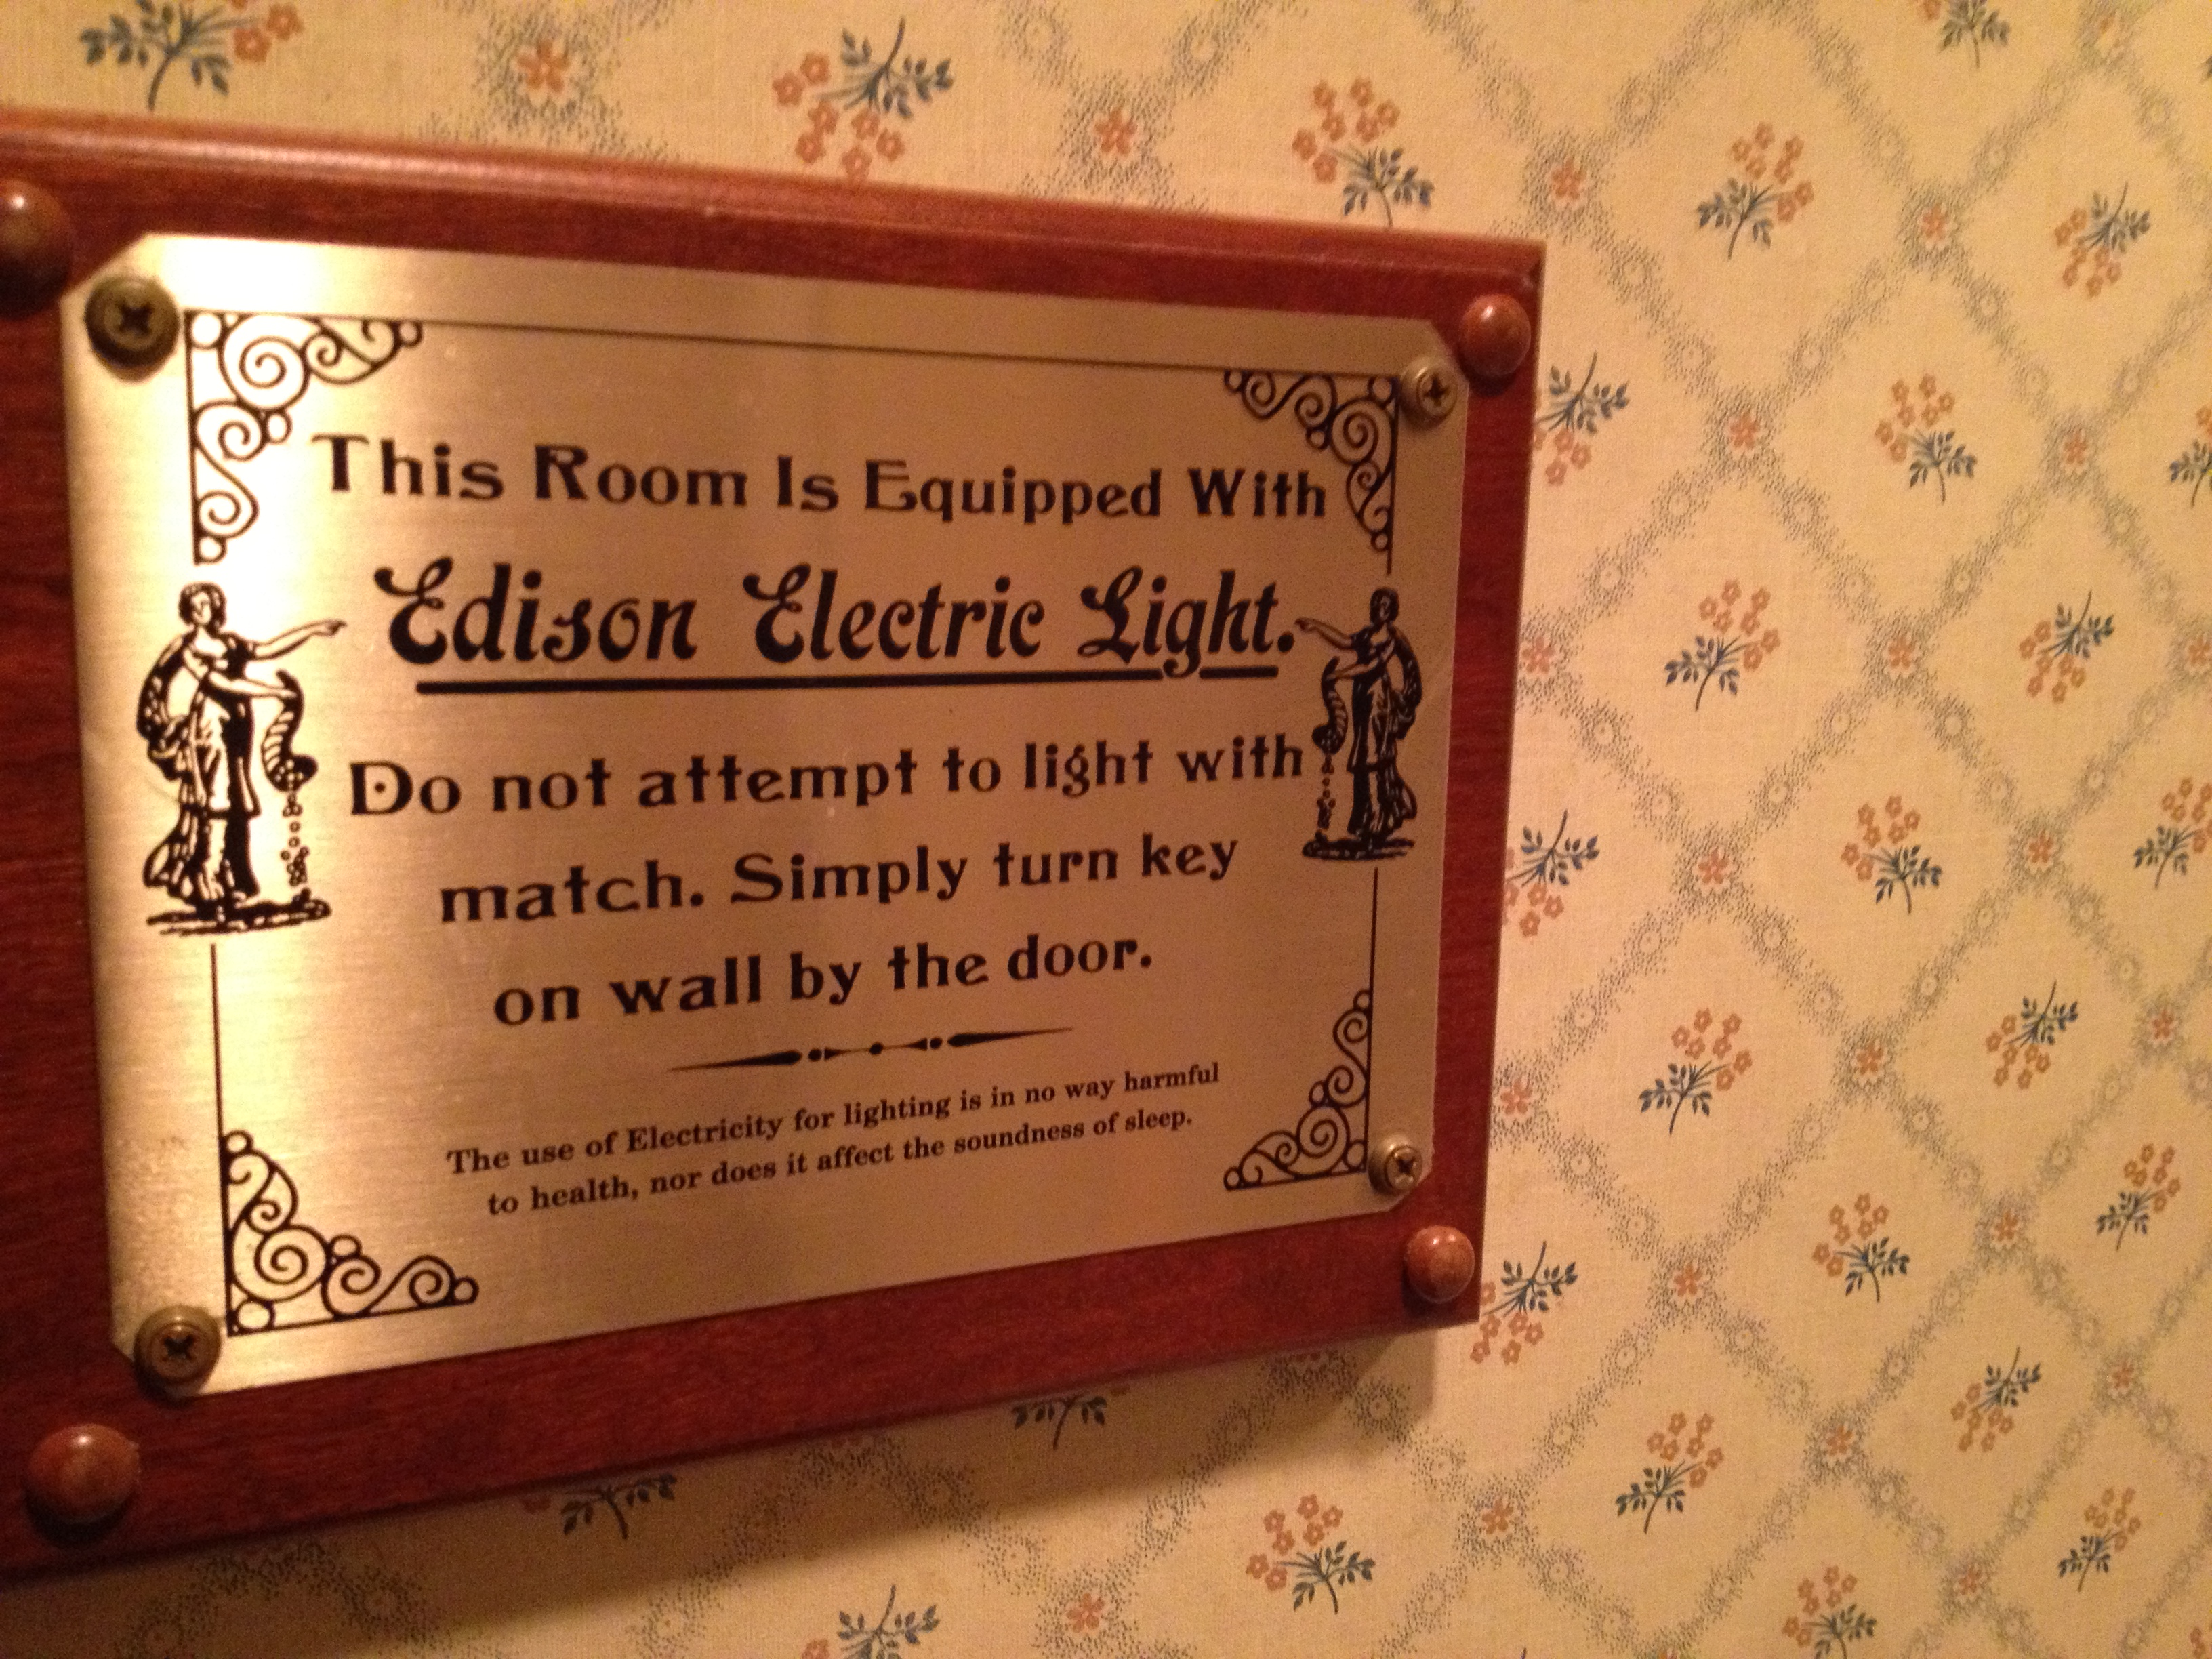 This Room Is Equipped With
Edison Electric Light.
Do not attempt to light with
match. Simply turn key
on wall by the door.
The use of Electricity for lighting is in no way harmful
to health, nor does it affect the soundness of sleep.